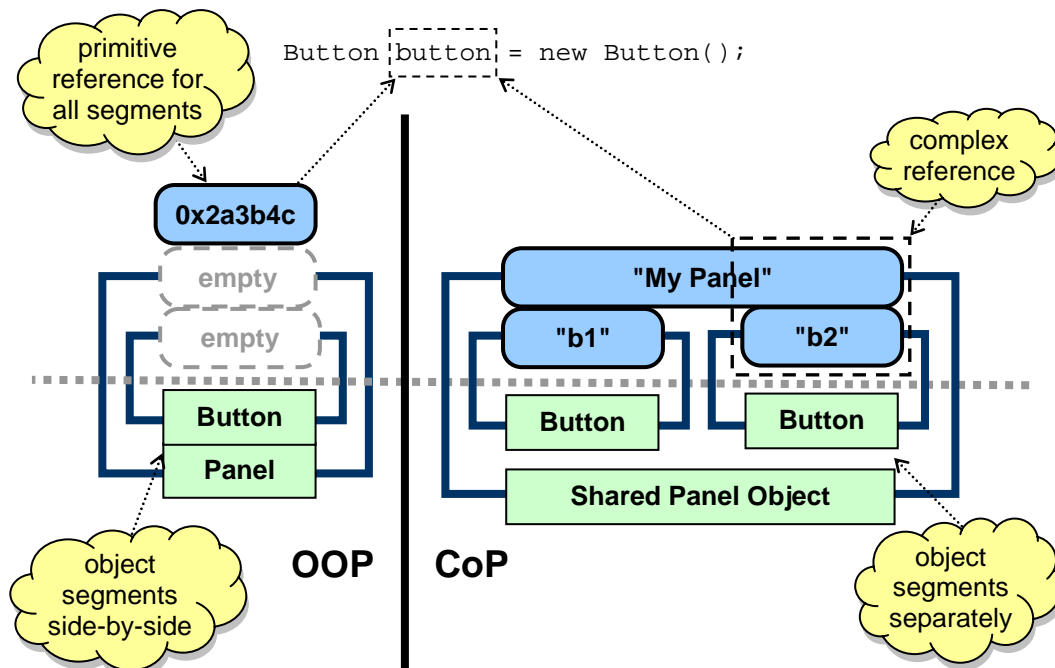 primitive
reference for
all segments
Button button = new Button();
complex
reference
0x2a3b4c
empty
empty
Button
Panel
"My Panel"
"b1"
"b2"
Button
Button
Shared Panel Object
OOP
CoP
object
segments
side-by-side
object
segments
separately